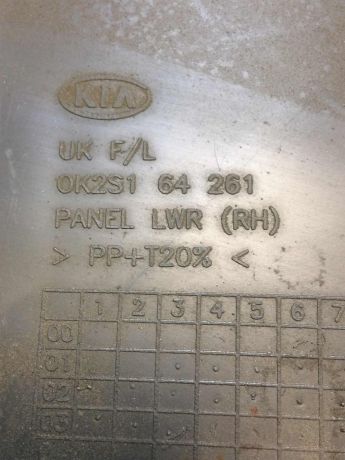 KIA
UK F/L
0K2S1 64 261
PANEL LWR (RH)
> PP+T20% <
1 2 3 4 5 6 7
00
01
02
03